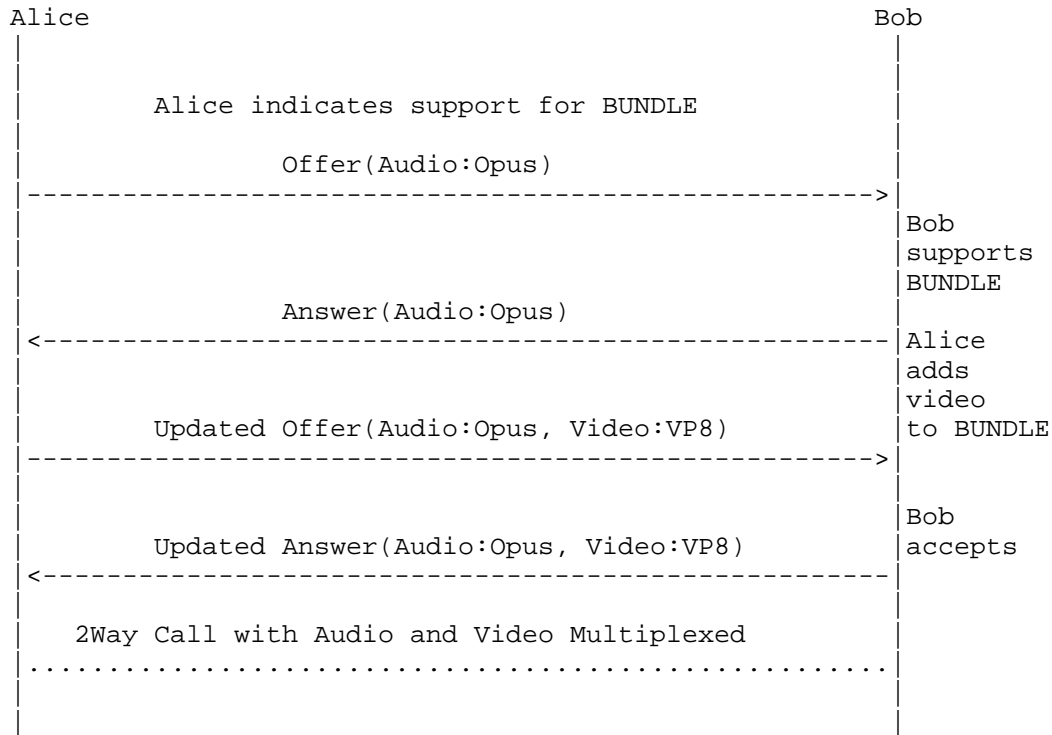 Alice Bob
Alice indicates support for BUNDLE
Offer(Audio:Opus)
Bob
supports
BUNDLE
Answer(Audio:Opus)
Alice
adds
video
Updated Offer(Audio:Opus, Video:VP8) to BUNDLE
Bob
Updated Answer(Audio:Opus, Video:VP8) accepts
2Way Call with Audio and Video Multiplexed